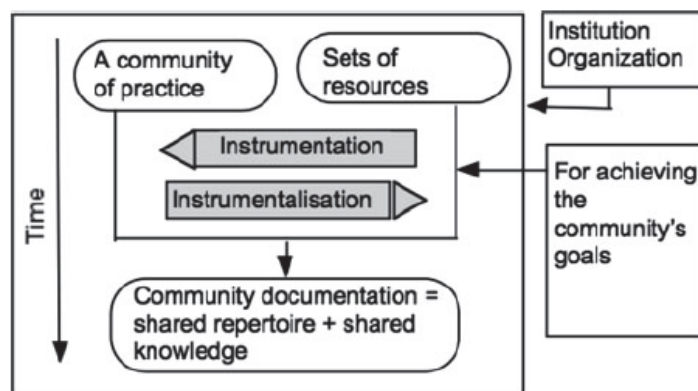 A community
of practice
Sets of
resources
Institution
Organization
Instrumentation
Instrumentalisation
For achieving
the
community's
goals
Time
Community documentation =
shared repertoire + shared
knowledge